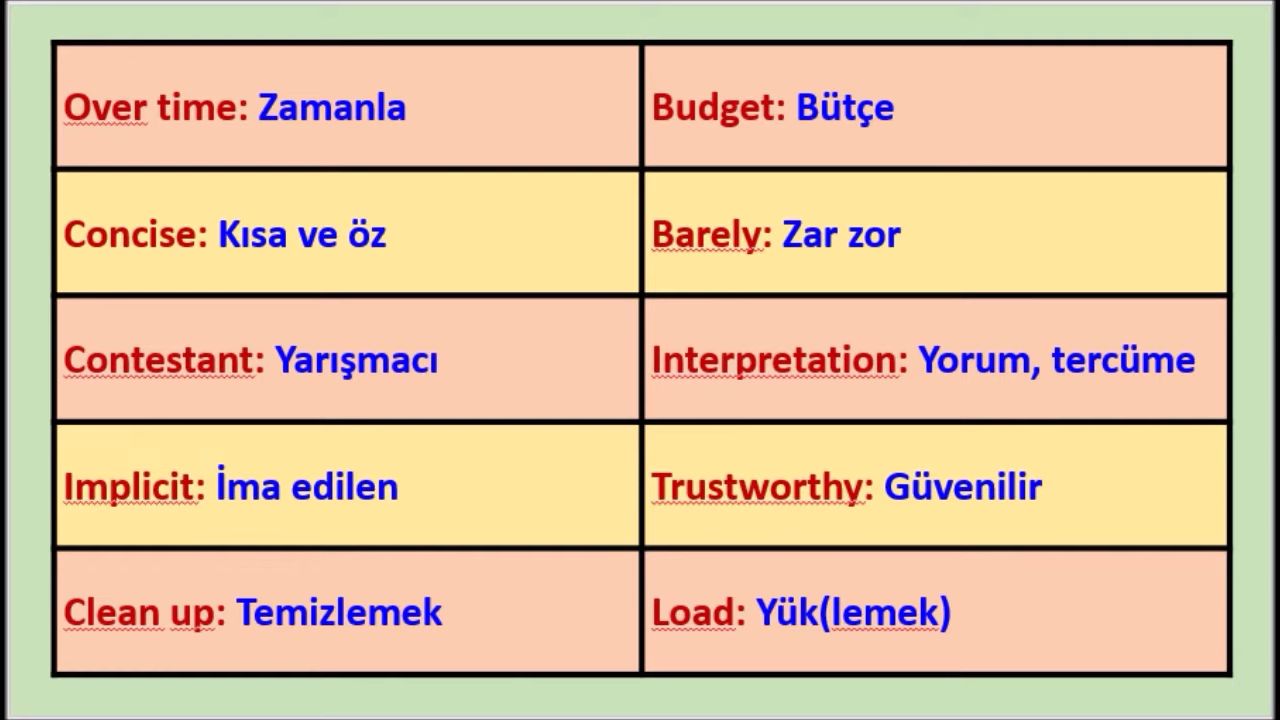 Over time: Zamanla
Budget: Bütçe
Concise: Kısa ve öz
Barely: Zar zor
Contestant: Yarışmacı
Interpretation: Yorum, tercüme
Implicit: İma edilen
Trustworthy: Güvenilir
Clean up: Temizlemek
Load: Yük(lemek)